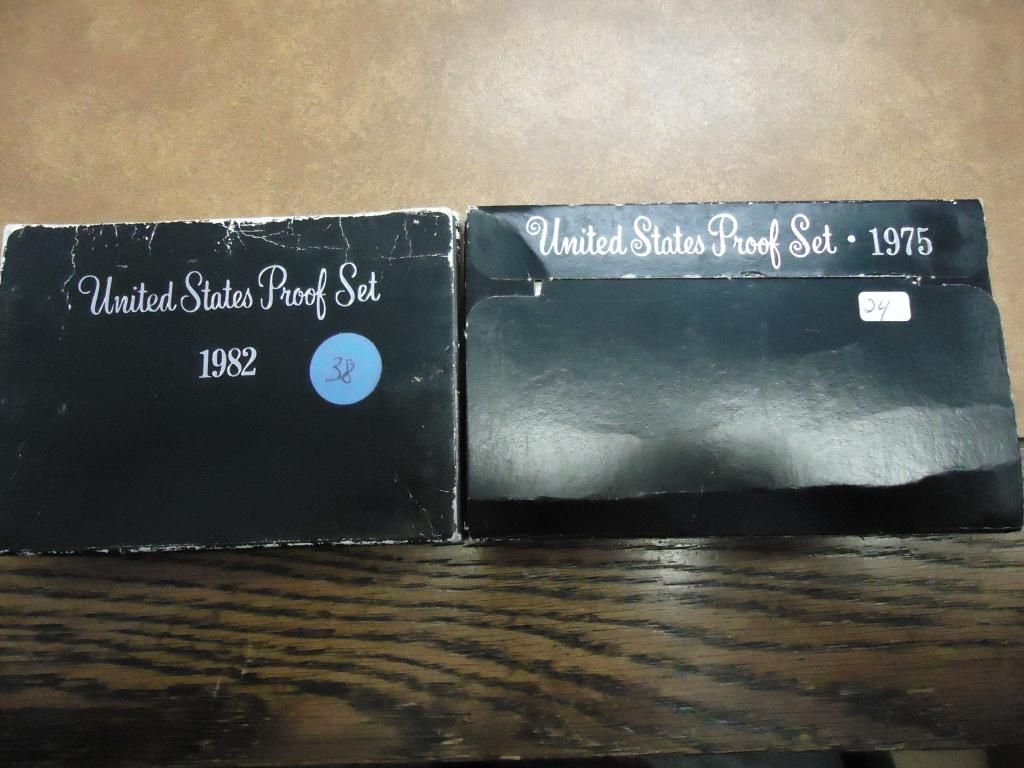 United States Proof Set
1982
38
United States Proof Set • 1975
24